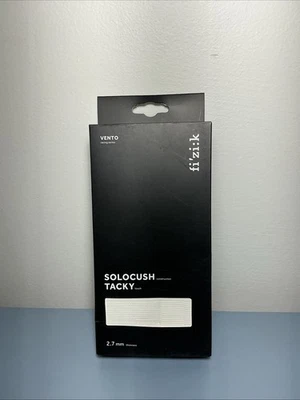 VENTO
fi'zi:k
SOLOCUSH
TACKY
2.7 mm